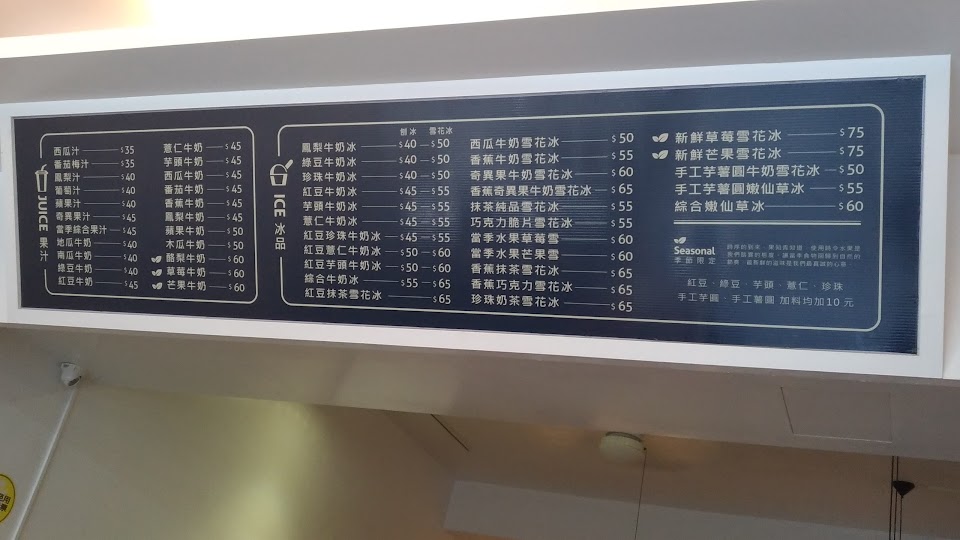 JUICE 果汁
西瓜汁 $35
番茄梅汁 $35
鳳梨汁 $40
葡萄汁 $40
蘋果汁 $40
奇異果汁 $45
當季綜合果汁 $45
地瓜牛奶 $40
南瓜牛奶 $40
綠豆牛奶 $40
紅豆牛奶 $45
薏仁牛奶 $45
芋頭牛奶 $45
西瓜牛奶 $45
番茄牛奶 $45
香蕉牛奶 $45
鳳梨牛奶 $45
蘋果牛奶 $50
木瓜牛奶 $50
酪梨牛奶 $60
草莓牛奶 $60
芒果牛奶 $60
ICE 冰品
刨冰 雪花冰
鳳梨牛奶冰 $40 $50
綠豆牛奶冰 $40 $50
珍珠牛奶冰 $40 $50
紅豆牛奶冰 $45 $55
芋頭牛奶冰 $45 $55
薏仁牛奶冰 $45 $55
紅豆珍珠牛奶冰 $45 $55
紅豆薏仁牛奶冰 $50 $60
紅豆芋頭牛奶冰 $50 $60
綜合牛奶冰 $55 $65
紅豆抹茶雪花冰 $65
西瓜牛奶雪花冰 $50
香蕉牛奶雪花冰 $55
奇異果牛奶雪花冰 $60
香蕉奇異果牛奶雪花冰 $65
抹茶純品雪花冰 $55
巧克力脆片雪花冰 $55
當季水果草莓雪 $60
當季水果芒果雪 $60
香蕉抹茶雪花冰 $65
香蕉巧克力雪花冰 $65
珍珠奶茶雪花冰 $65
新鮮草莓雪花冰 $75
新鮮芒果雪花冰 $75
手工芋薯圓牛奶雪花冰 $50
手工芋薯圓嫩仙草冰 $55
綜合嫩仙草冰 $60
Seasonal
季節限定
紅豆．綠豆．芋頭．薏仁．珍珠
手工芋圓．手工薯圓 加料均加10元